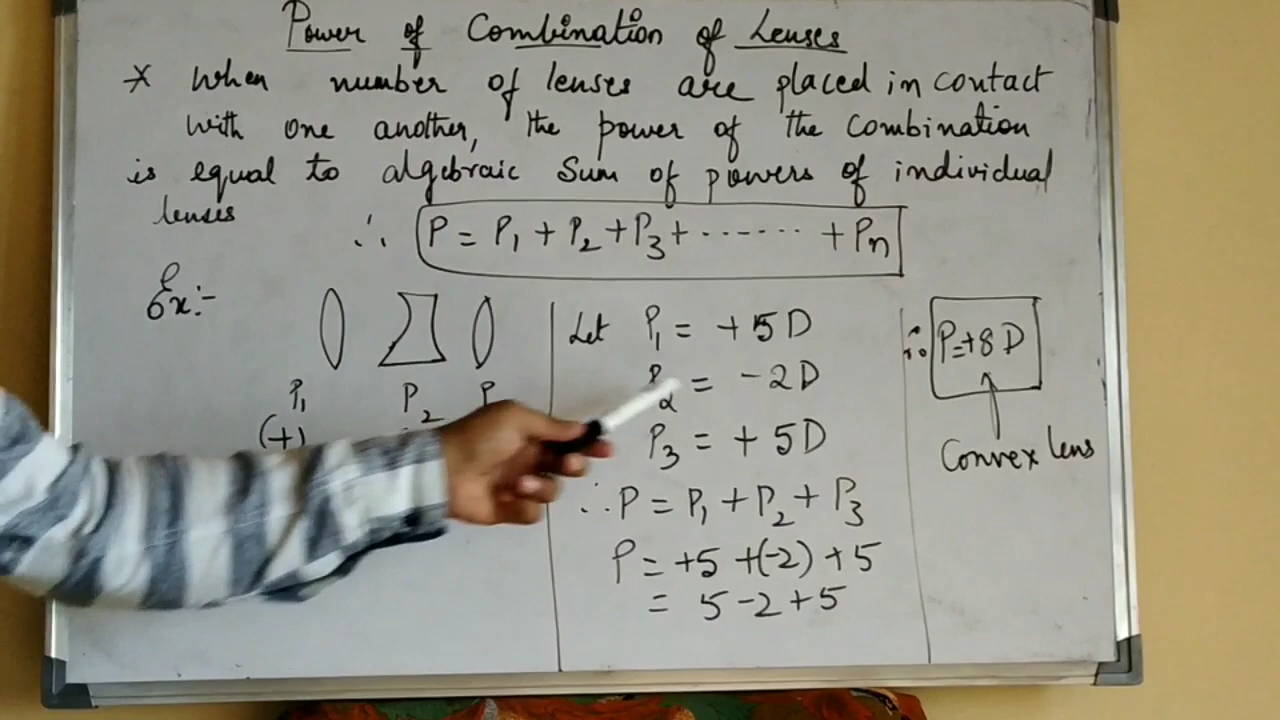 Power of Combination of Lenses
* When number of lenses are placed in contact
with one another, the power of the combination
is equal to algebraic Sum of powers of individual
lenses
∴ P = P₁ + P₂ + P₃ + ....... + Pn
Ex:-
P₁ P₂ P
(+)
Let P₁ = +5D
P₂ = -2D
P₃ = +5D
∴ P = P₁ + P₂ + P₃
P = +5 +(-2) +5
= 5-2+5
∴ P=+8D
Convex lens